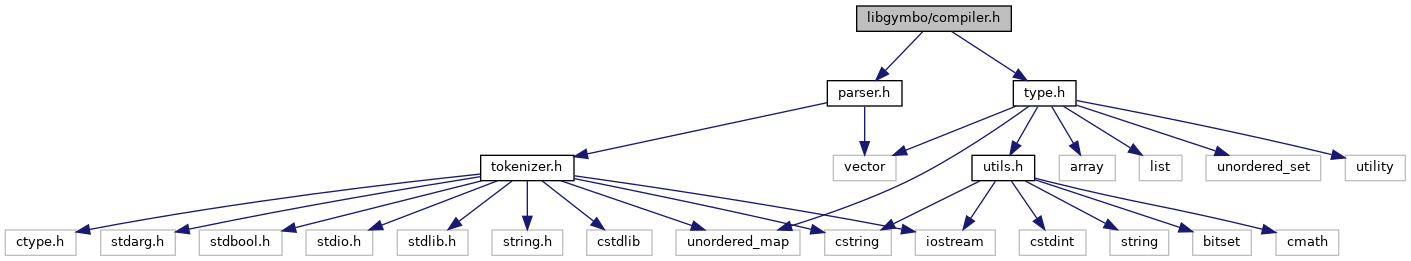 libgymbo/compiler.h
parser.h
type.h
tokenizer.h
vector
utils.h
array
list
unordered_set
utility
ctype.h
stdarg.h
stdbool.h
stdio.h
stdlib.h
string.h
cstdlib
unordered_map
cstring
iostream
cstdint
string
bitset
cmath